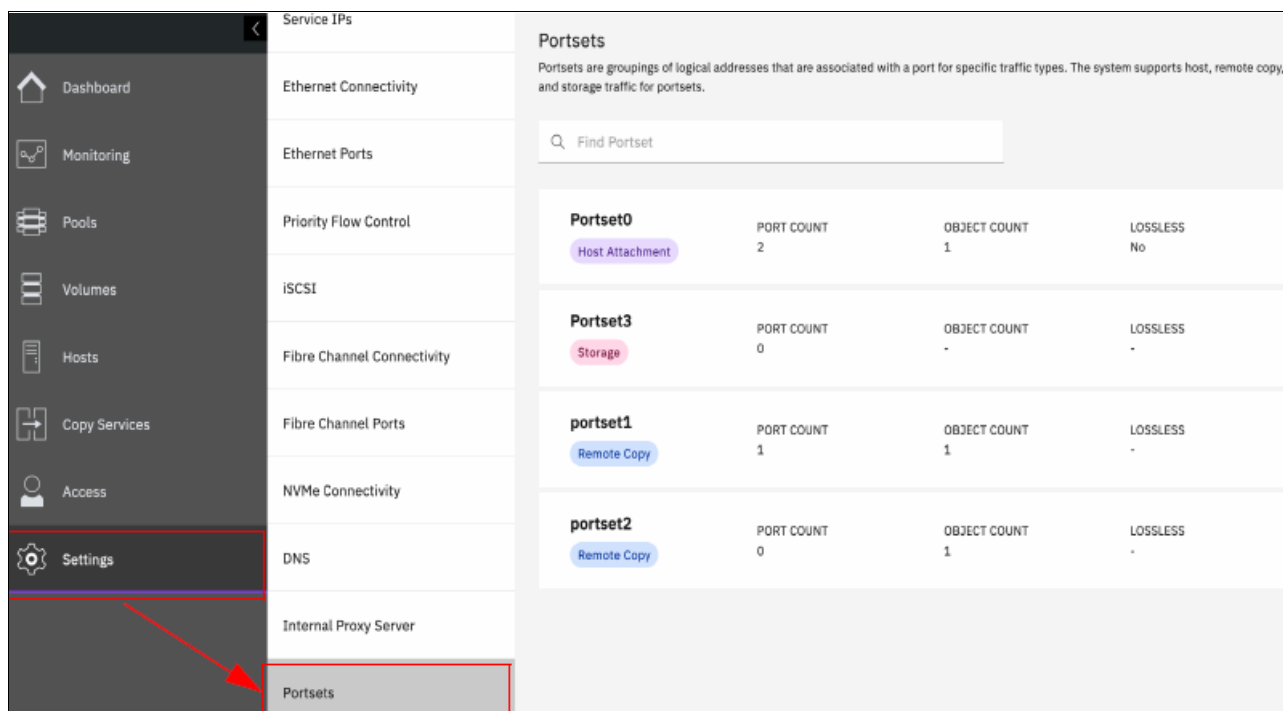 Dashboard
Monitoring
Pools
Volumes
Hosts
Copy Services
Access
Settings
Service IPs
Ethernet Connectivity
Ethernet Ports
Priority Flow Control
iSCSI
Fibre Channel Connectivity
Fibre Channel Ports
NVMe Connectivity
DNS
Internal Proxy Server
Portsets
Portsets
Portsets are groupings of logical addresses that are associated with a port for specific traffic types. The system supports host, remote copy,
and storage traffic for portsets.
Find Portset
Portset0
Host Attachment
PORT COUNT
2
OBJECT COUNT
1
LOSSLESS
No
Portset3
Storage
PORT COUNT
0
OBJECT COUNT
-
LOSSLESS
-
portset1
Remote Copy
PORT COUNT
1
OBJECT COUNT
1
LOSSLESS
-
portset2
Remote Copy
PORT COUNT
0
OBJECT COUNT
1
LOSSLESS
-